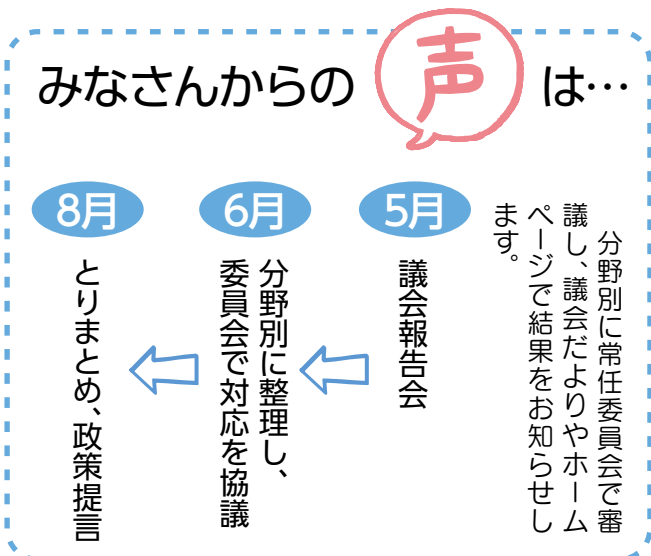 みなさんからの声は…
分野別に常任委員会で審
議し、議会だよりやホーム
ページで結果をお知らせし
ます。
5月
議会報告会
6月
分野別に整理し、
委員会で対応を協議
8月
とりまとめ、政策提言